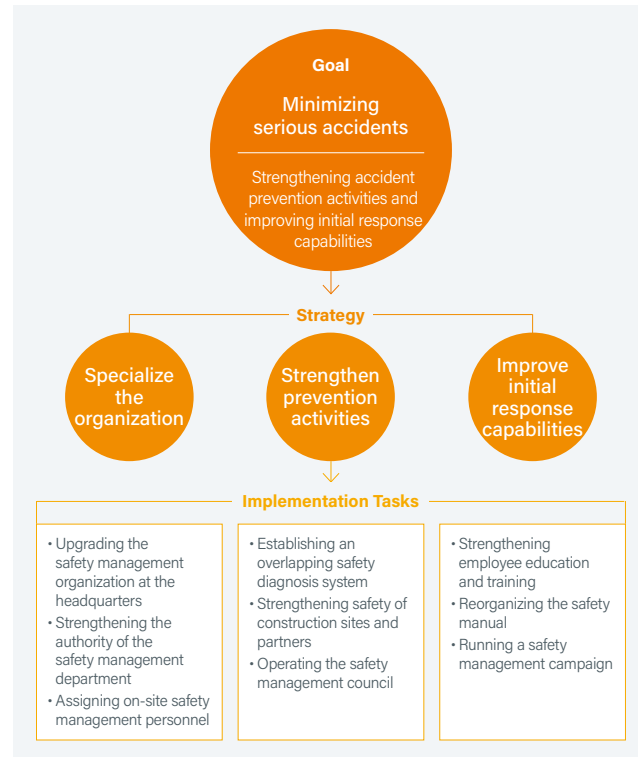 Goal
Minimizing
serious accidents
Strengthening accident
prevention activities and
improving initial response
capabilities
Strategy
Specialize
the
organization
Strengthen
prevention
activities
Improve
initial
response
capabilities
Implementation Tasks
• Upgrading the
safety management
organization at the
headquarters
• Strengthening the
authority of the
safety management
department
• Assigning on-site safety
management personnel
• Establishing an
overlapping safety
diagnosis system
• Strengthening safety of
construction sites and
partners
• Operating the safety
management council
• Strengthening
employee education
and training
• Reorganizing the safety
manual
• Running a safety
management campaign